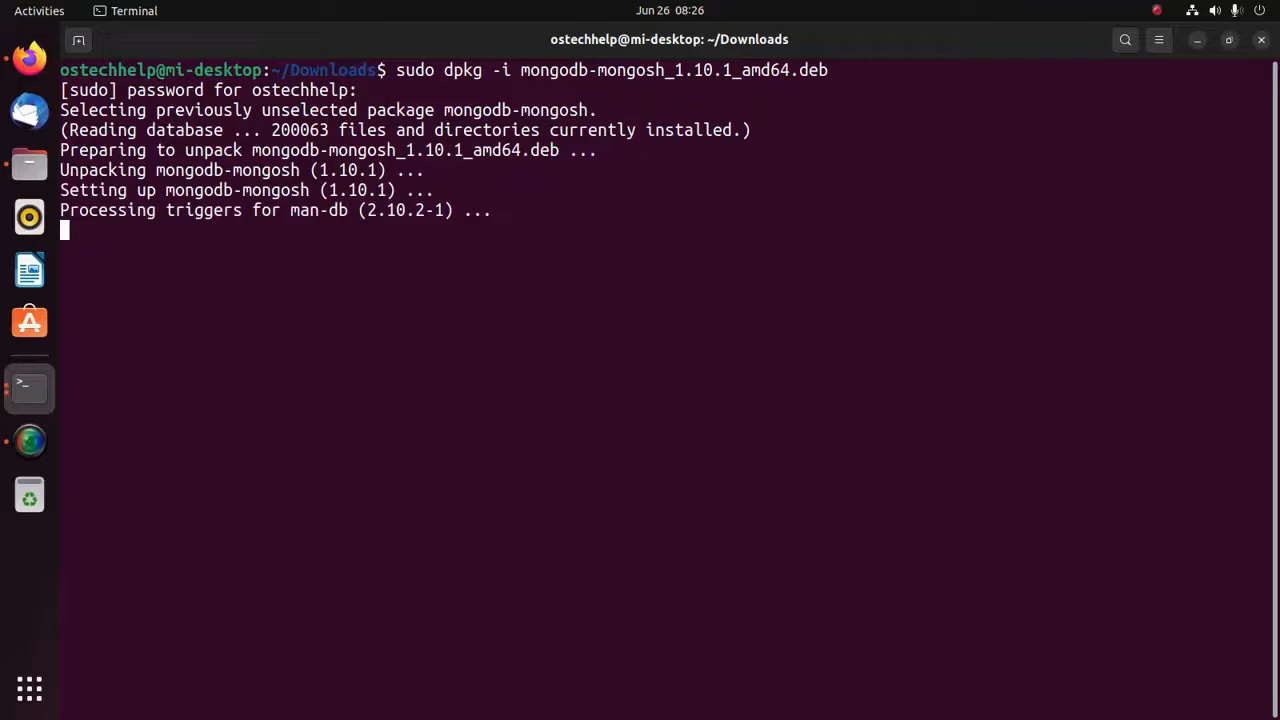 Activities
Terminal
Jun 26 08:26
ostechhelp@mi-desktop: ~/Downloads
ostechhelp@mi-desktop:~/Downloads$ sudo dpkg -i mongodb-mongosh_1.10.1_amd64.deb
[sudo] password for ostechhelp:
Selecting previously unselected package mongodb-mongosh.
(Reading database ... 200063 files and directories currently installed.)
Preparing to unpack mongodb-mongosh_1.10.1_amd64.deb ...
Unpacking mongodb-mongosh (1.10.1) ...
Setting up mongodb-mongosh (1.10.1) ...
Processing triggers for man-db (2.10.2-1) ...